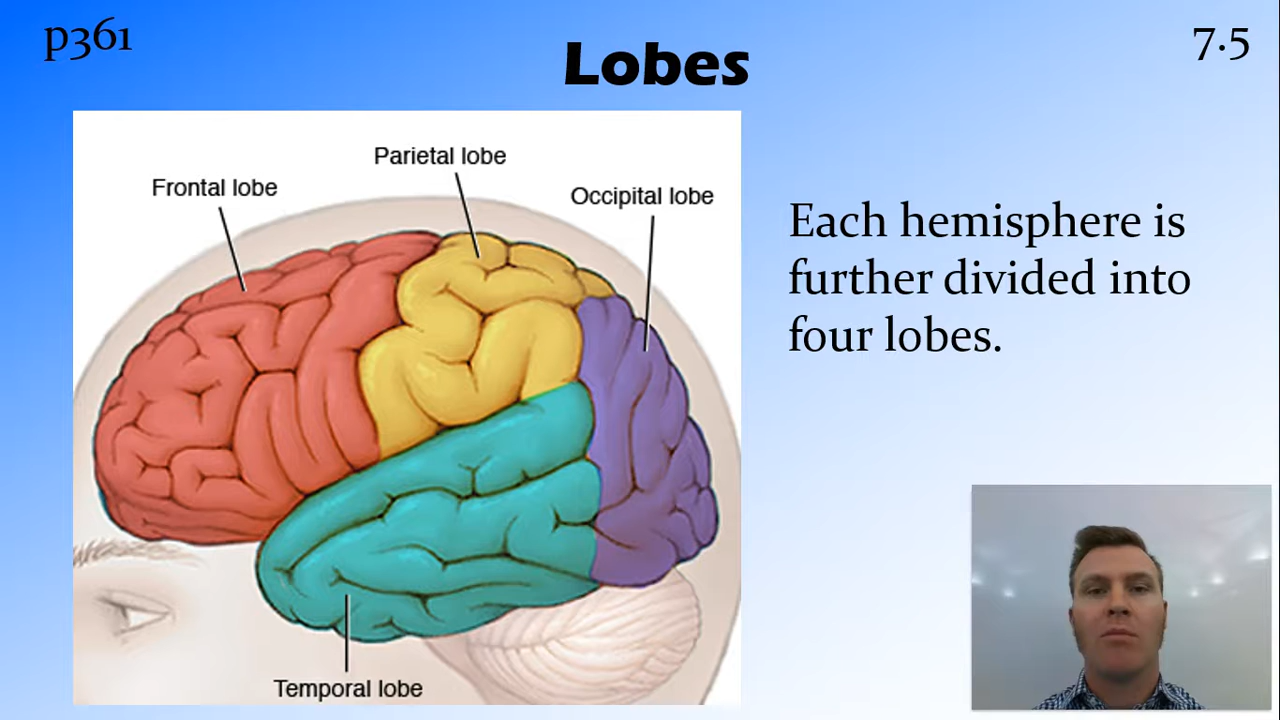 p361
7.5
Lobes
Parietal lobe
Frontal lobe
Occipital lobe
Temporal lobe
Each hemisphere is
further divided into
four lobes.